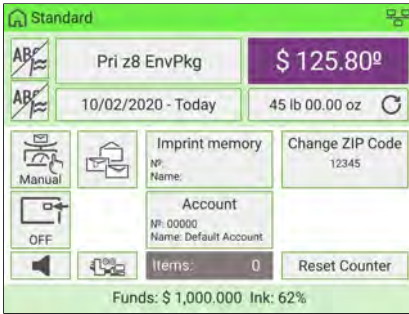 Standard
ABC
Pri z8 EnvPkg
$ 125.80º
ABC
10/02/2020 - Today
45 lb 00.00 oz
Manual
Imprint memory
Nº:
Name:
Change ZIP Code
12345
OFF
Account
Nº: 00000
Name: Default Account
Items: 0
Reset Counter
Funds: $ 1,000.000 Ink: 62%